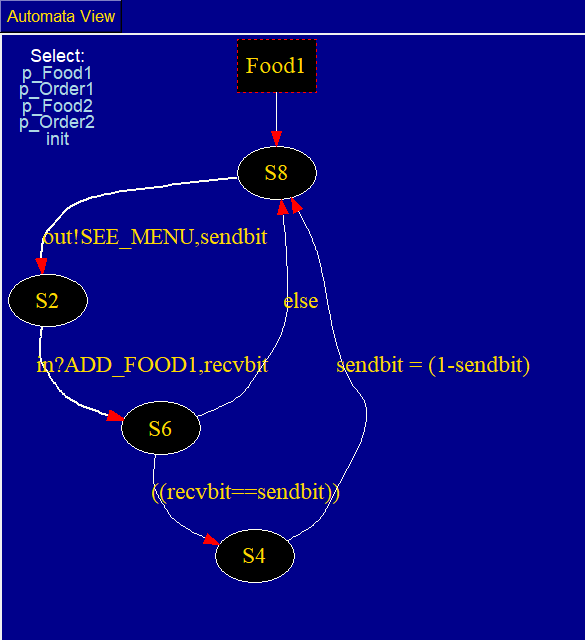 Automata View
Select:
p_Food1
p_Order1
p_Food2
p_Order2
init
Food1
S8
out!SEE_MENU,sendbit
S2
else
in?ADD_FOOD1,recvbit
sendbit = (1-sendbit)
S6
((recvbit==sendbit))
S4